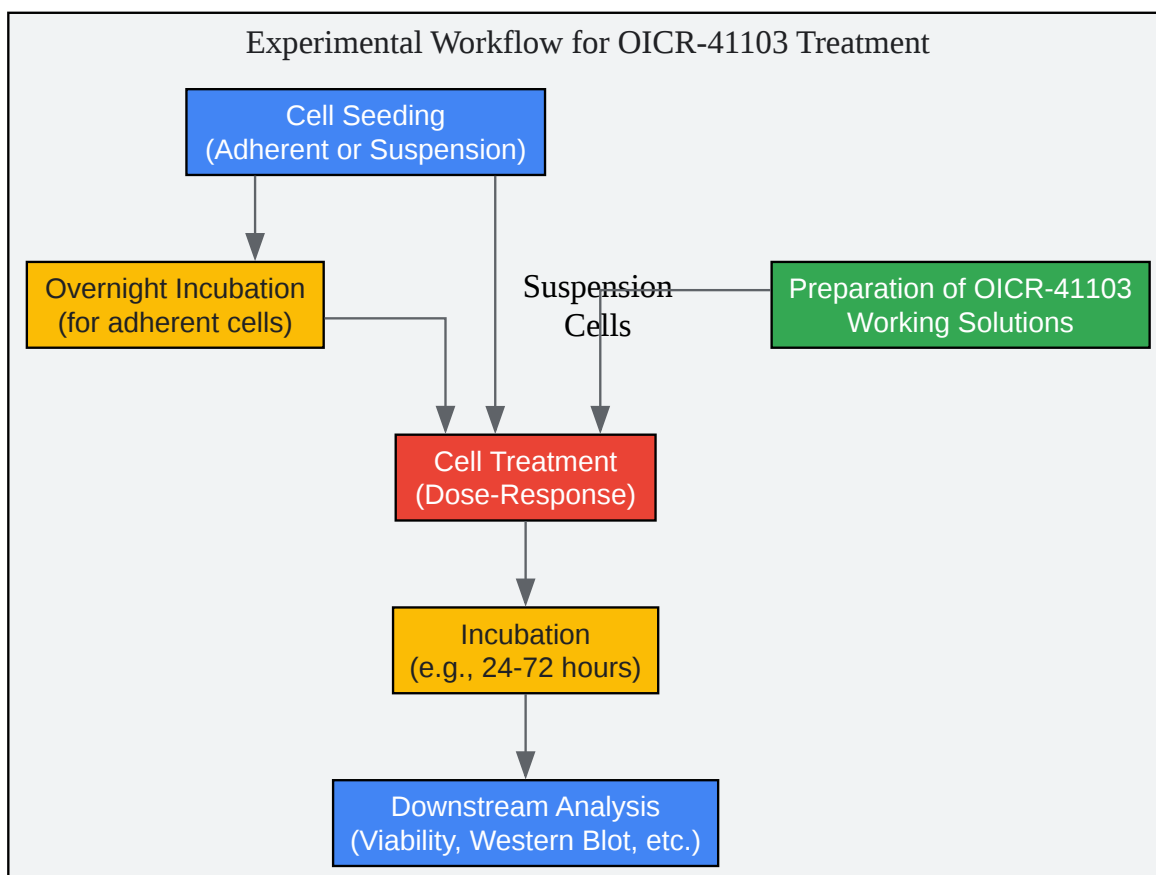 Experimental Workflow for OICR-41103 Treatment
Cell Seeding
(Adherent or Suspension)
Overnight Incubation
(for adherent cells)
Suspension
Cells
Preparation of OICR-41103
Working Solutions
Cell Treatment
(Dose-Response)
Incubation
(e.g., 24-72 hours)
Downstream Analysis
(Viability, Western Blot, etc.)